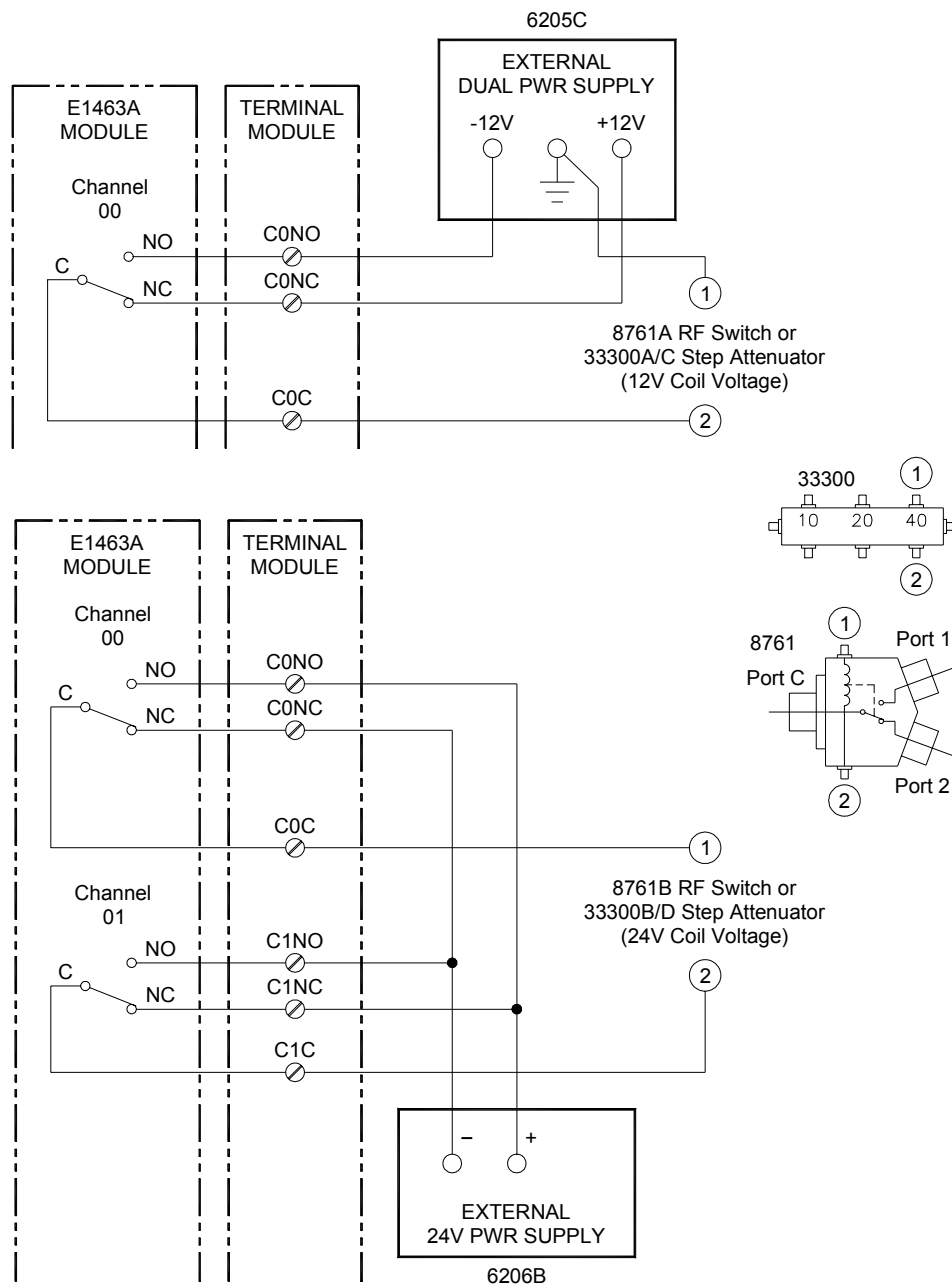 6205C
EXTERNAL
DUAL PWR SUPPLY
-12V
+12V
E1463A
MODULE
TERMINAL
MODULE
Channel
00
NO
C
NC
C0NO
C0NC
C0C
1
8761A RF Switch or
33300A/C Step Attenuator
(12V Coil Voltage)
2
33300
1
10 20 40
2
8761
1
Port 1
Port C
Port 2
2
E1463A
MODULE
TERMINAL
MODULE
Channel
00
NO
C
NC
C0NO
C0NC
C0C
1
8761B RF Switch or
33300B/D Step Attenuator
(24V Coil Voltage)
2
Channel
01
NO
C
NC
C1NO
C1NC
C1C
– +
EXTERNAL
24V PWR SUPPLY
6206B